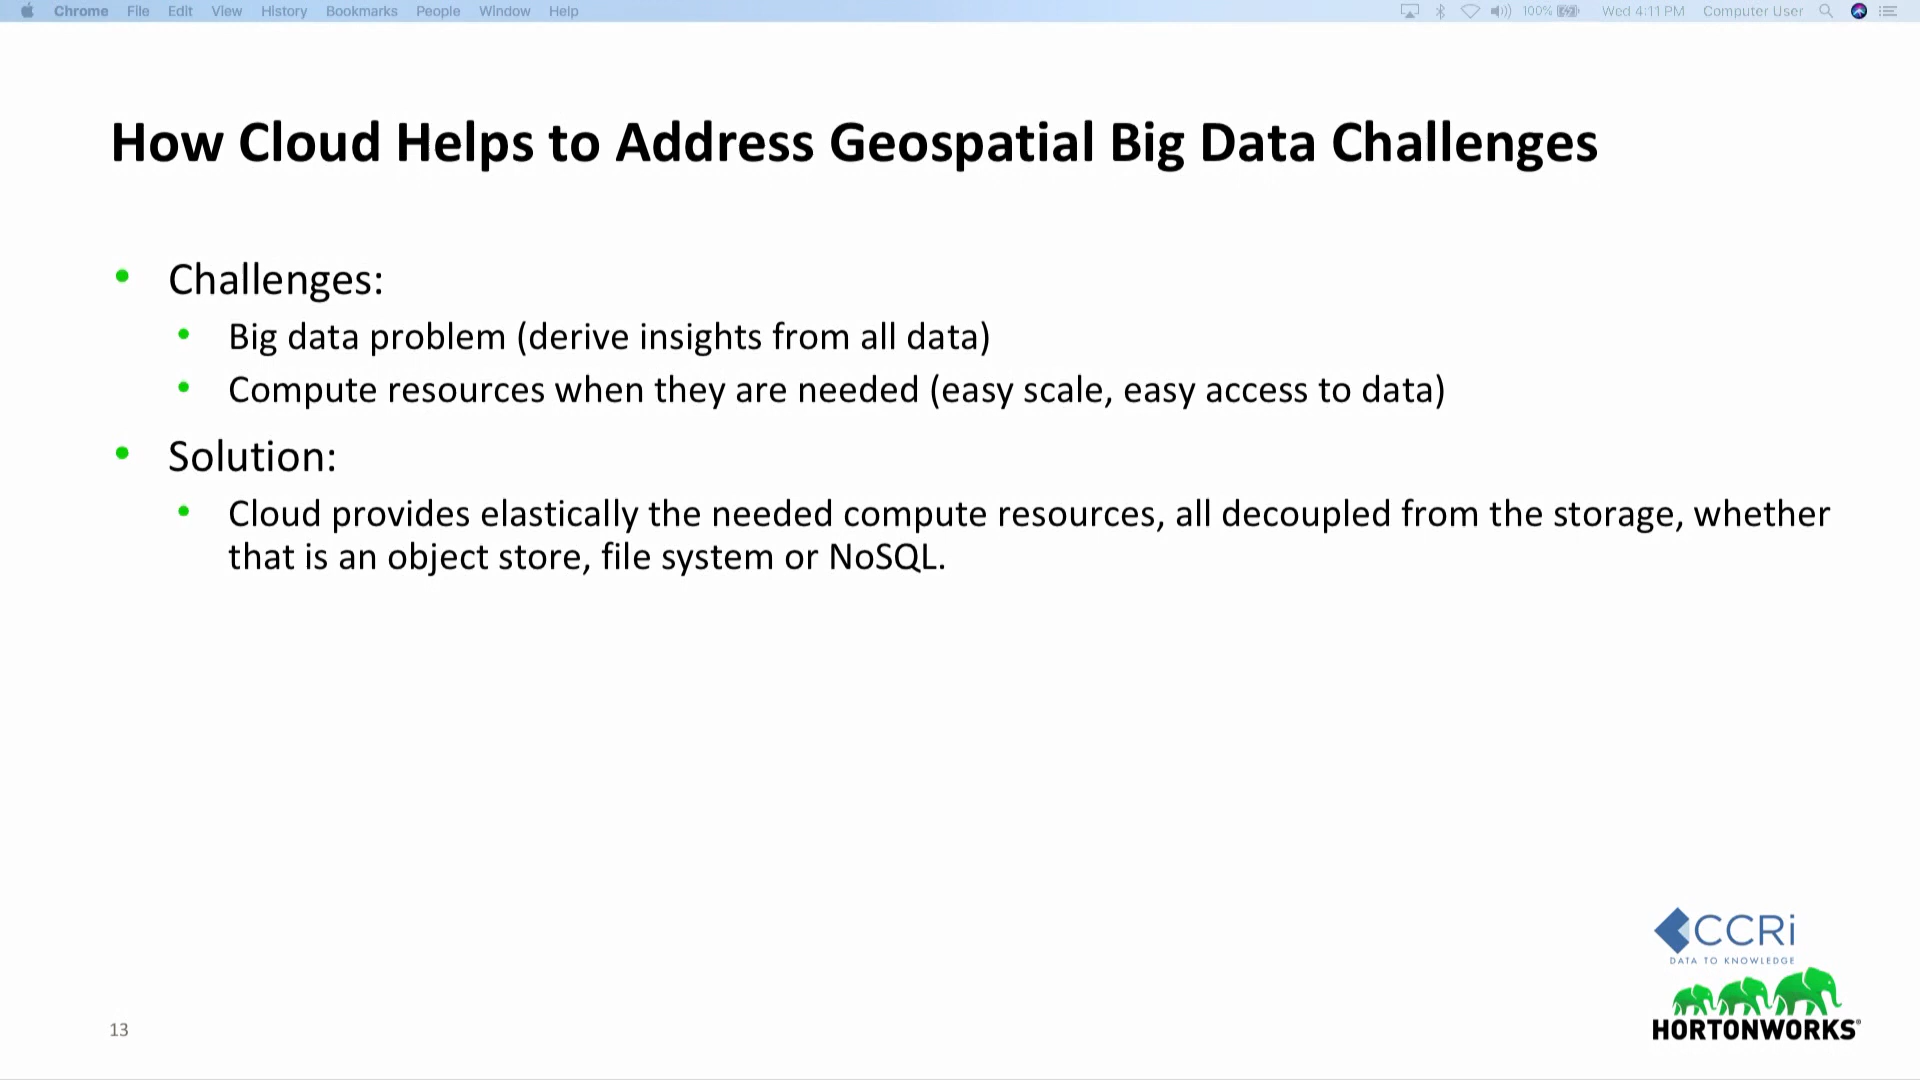 Chrome File Edit View History Bookmarks People Window Help 100% Wed 4:11 PM Computer User
How Cloud Helps to Address Geospatial Big Data Challenges
• Challenges:
• Big data problem (derive insights from all data)
• Compute resources when they are needed (easy scale, easy access to data)
• Solution:
• Cloud provides elastically the needed compute resources, all decoupled from the storage, whether
that is an object store, file system or NoSQL.
CCRi
DATA TO KNOWLEDGE
HORTONWORKS®
13